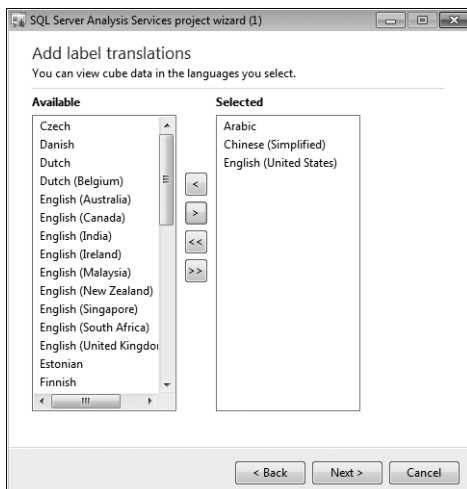 SQL Server Analysis Services project wizard (1)
Add label translations
You can view cube data in the languages you select.
Available
Selected
Czech
Danish
Dutch
Dutch (Belgium)
English (Australia)
English (Canada)
English (India)
English (Ireland)
English (Malaysia)
English (New Zealand)
English (Singapore)
English (South Africa)
English (United Kingdo
Estonian
Finnish
<
>
<<
>>
Arabic
Chinese (Simplified)
English (United States)
< Back
Next >
Cancel